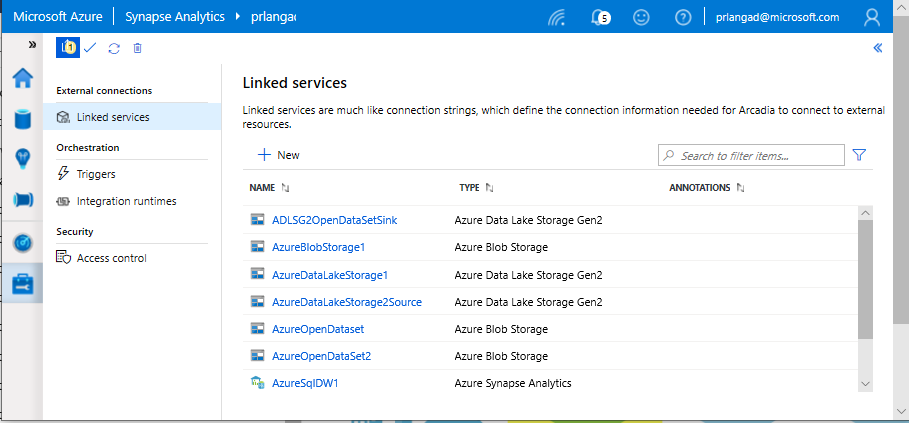 Microsoft Azure | Synapse Analytics ▸ prlangad
5
prlangad@microsoft.com
»
1
«
External connections
Linked services
Orchestration
Triggers
Integration runtimes
Security
Access control
Linked services
Linked services are much like connection strings, which define the connection information needed for Arcadia to connect to external
resources.
+ New
Search to filter items...
NAME TYPE ANNOTATIONS
ADLSG2OpenDataSetSink Azure Data Lake Storage Gen2
AzureBlobStorage1 Azure Blob Storage
AzureDataLakeStorage1 Azure Data Lake Storage Gen2
AzureDataLakeStorage2Source Azure Data Lake Storage Gen2
AzureOpenDataset Azure Blob Storage
AzureOpenDataSet2 Azure Blob Storage
AzureSqlDW1 Azure Synapse Analytics